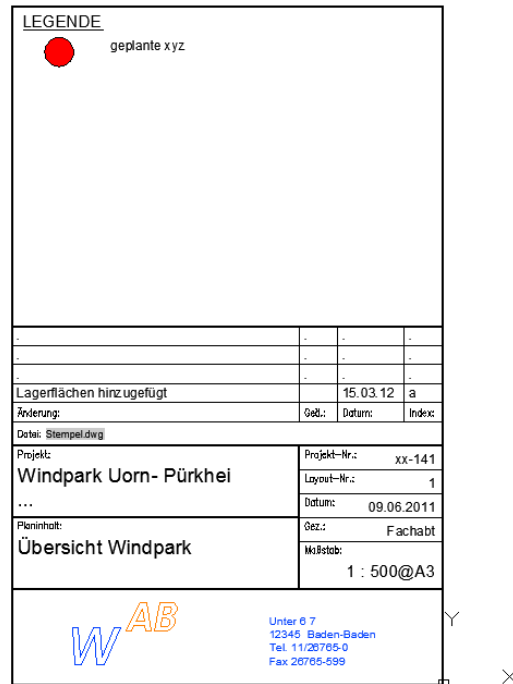 LEGENDE
geplante xyz
. . . .
. . . .
. . . .
Lagerflächen hinzugefügt 15.03.12 a
Änderung: Geä.: Datum: Index:
Datei: Stempel.dwg
Projekt: Projekt-Nr.: xx-141
Windpark Uorn- Pürkhei Layout-Nr.: 1
... Datum: 09.06.2011
Planinhalt: Gez.: Fachabt
Übersicht Windpark Maßstab:
1 : 500@A3
W AB
Unter 6 7
12345 Baden-Baden
Tel. 11/26765-0
Fax 26765-599
Y
X